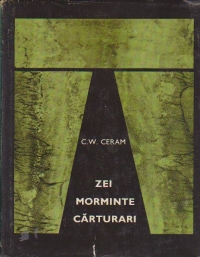 C.W. CERAM
ZEI
MORMINTE
CĂRTURARI